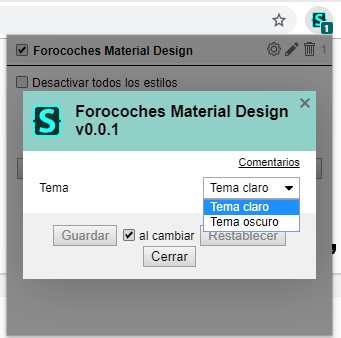 S
1
Forocoches Material Design
1
Desactivar todos los estilos
S
Forocoches Material Design
v0.0.1
Comentarios
Tema
Tema claro
Tema claro
Tema oscuro
Guardar
al cambiar
Restablecer
Cerrar